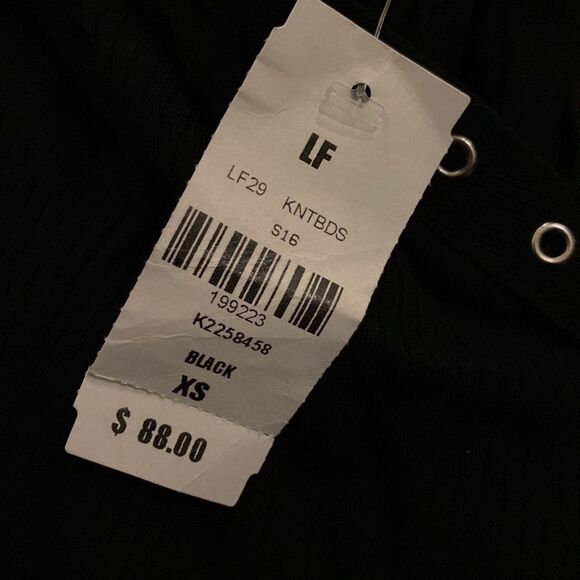 LF
LF29 KNTBDS
S16
199223
K2258458
BLACK
XS
$ 88.00